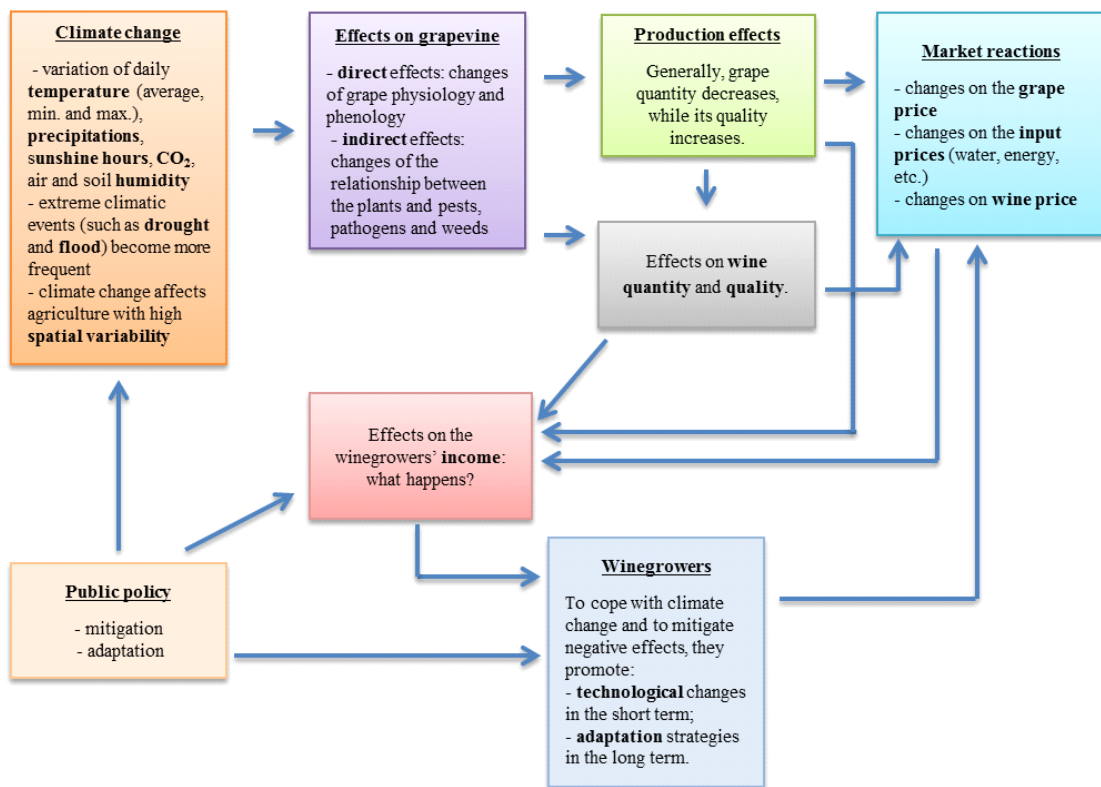 Climate change
- variation of daily
temperature (average,
min. and max.),
precipitations,
sunshine hours, CO₂,
air and soil humidity
- extreme climatic
events (such as drought
and flood) become more
frequent
- climate change affects
agriculture with high
spatial variability
Effects on grapevine
- direct effects: changes
of grape physiology and
phenology
- indirect effects:
changes of the
relationship between
the plants and pests,
pathogens and weeds
Production effects
Generally, grape
quantity decreases,
while its quality
increases.
Market reactions
- changes on the grape
price
- changes on the input
prices (water, energy,
etc.)
- changes on wine price
Effects on wine
quantity and quality.
Effects on the
winegrowers’ income:
what happens?
Public policy
- mitigation
- adaptation
Winegrowers
To cope with climate
change and to mitigate
negative effects, they
promote:
- technological changes
in the short term;
- adaptation strategies
in the long term.